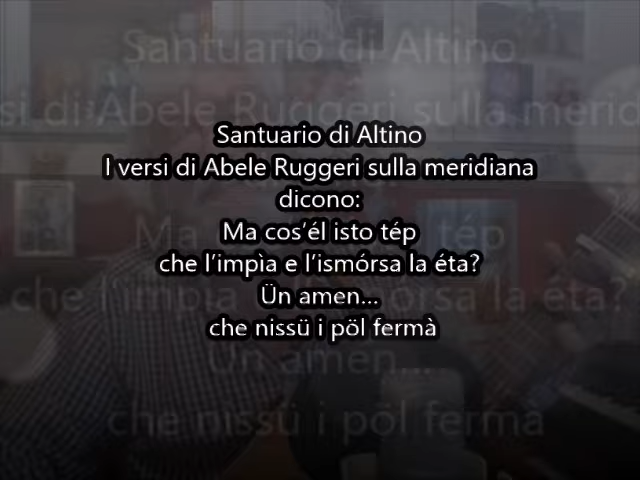 Santuario di Altino
I versi di Abele Ruggeri sulla meridiana
dicono:
Ma cos'él isto tép
che l'impìa e l'ismórsa la éta?
Ün amen...
che nissü i pöl fermà